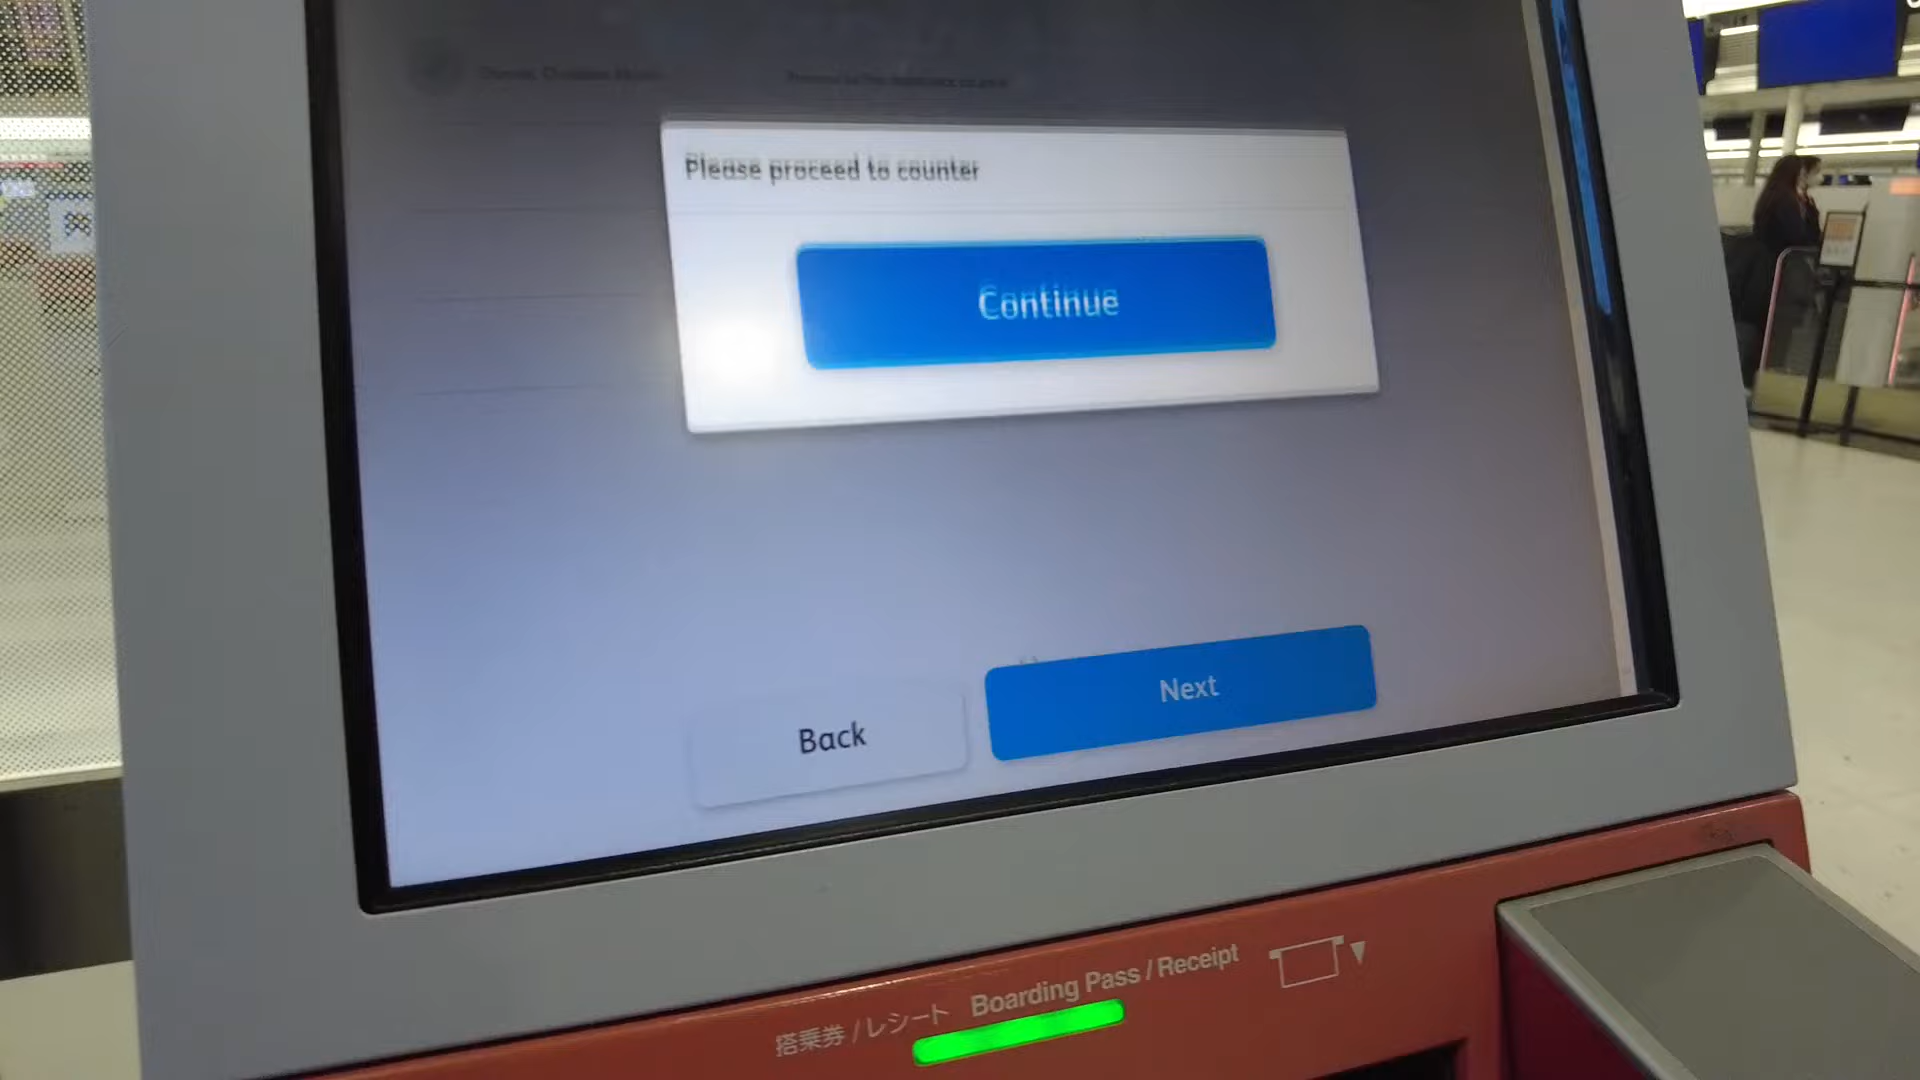 Please proceed to counter
Continue
Back
Next
搭乗券 / レシート Boarding Pass / Receipt